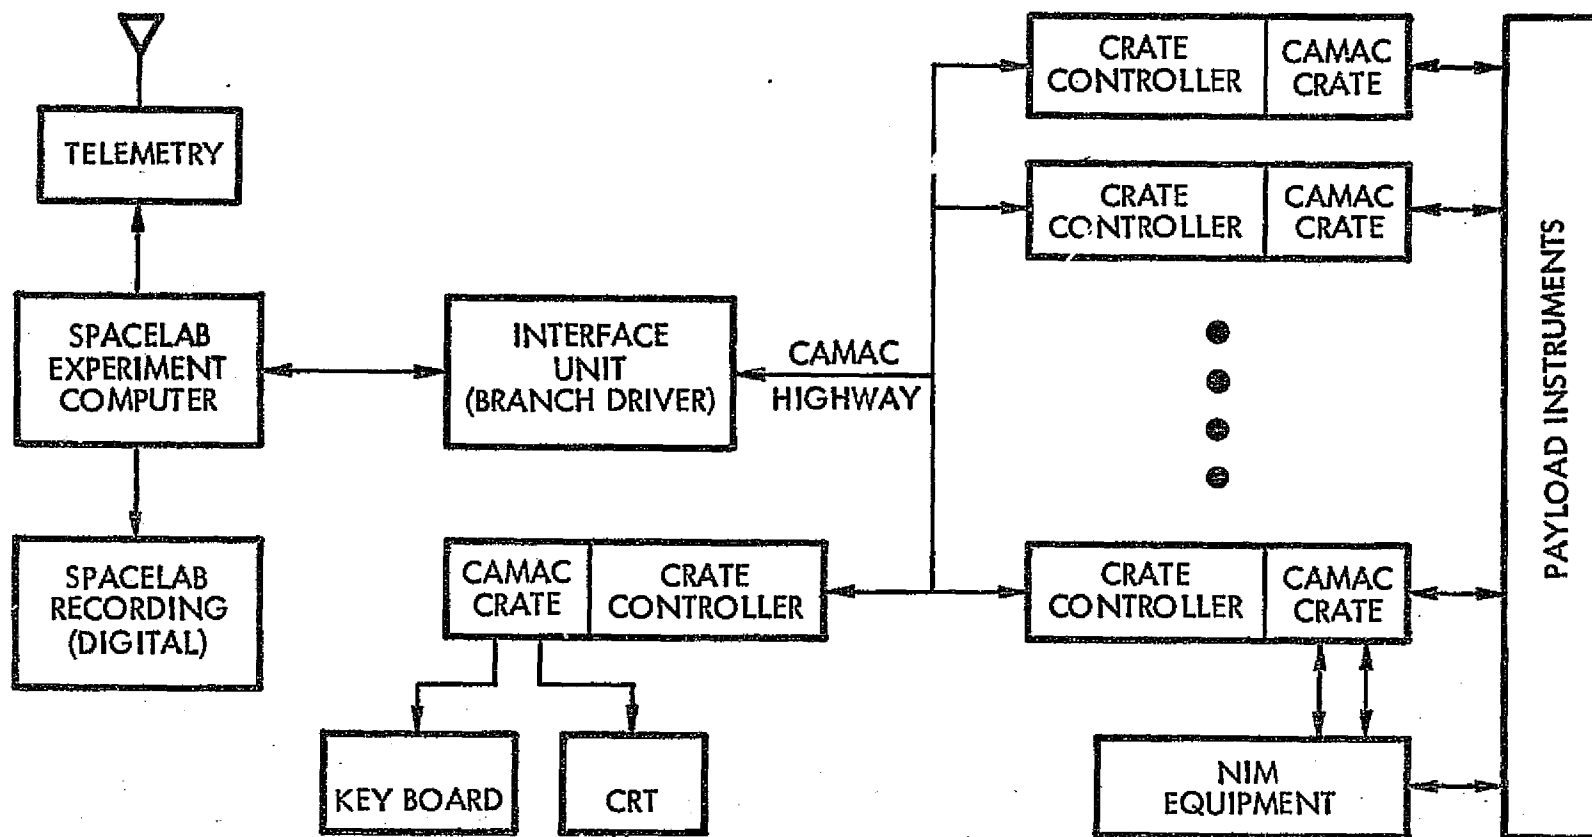 TELEMETRY
SPACELAB
EXPERIMENT
COMPUTER
SPACELAB
RECORDING
(DIGITAL)
INTERFACE
UNIT
(BRANCH DRIVER)
CAMAC
HIGHWAY
CAMAC
CRATE
CRATE
CONTROLLER
KEY BOARD
CRT
CRATE
CONTROLLER
CAMAC
CRATE
CRATE
CONTROLLER
CAMAC
CRATE
CRATE
CONTROLLER
CAMAC
CRATE
NIM
EQUIPMENT
PAYLOAD INSTRUMENTS